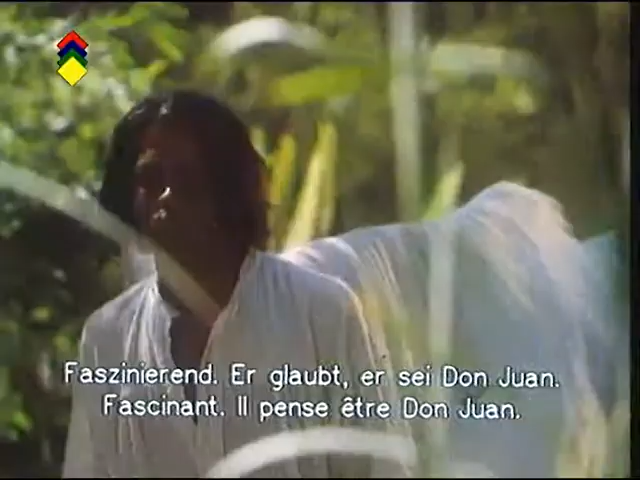 Faszinierend. Er glaubt, er sei Don Juan.
Fascinant. Il pense être Don Juan.